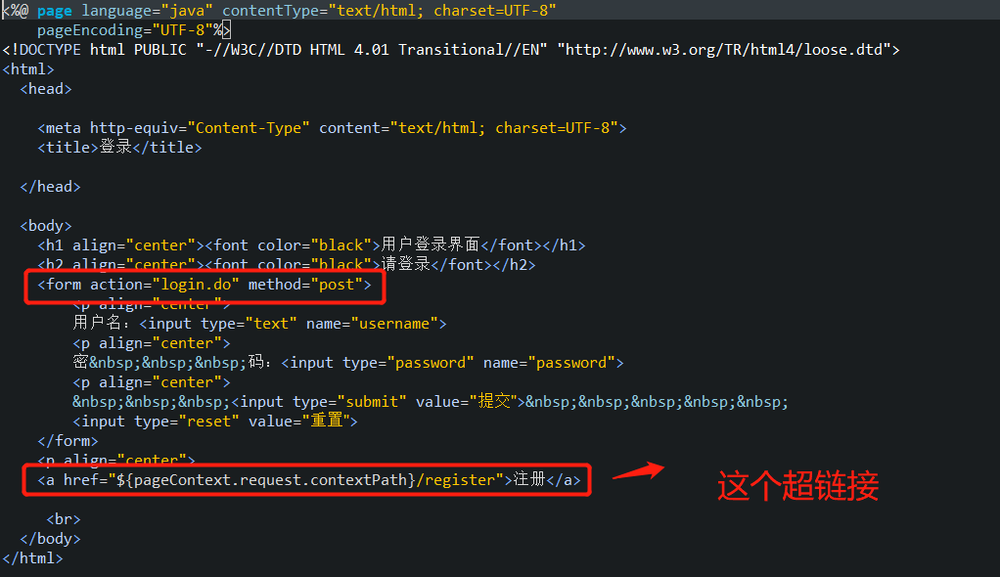 <%@ page language="java" contentType="text/html; charset=UTF-8"
pageEncoding="UTF-8"%>
<!DOCTYPE html PUBLIC "-//W3C//DTD HTML 4.01 Transitional//EN" "http://www.w3.org/TR/html4/loose.dtd">
<html>
<head>
<meta http-equiv="Content-Type" content="text/html; charset=UTF-8">
<title>登录</title>
</head>
<body>
<h1 align="center"><font color="black">用户登录界面</font></h1>
<h2 align="center"><font color="black">请登录</font></h2>
<form action="login.do" method="post">
<p align="center">
用户名：<input type="text" name="username">
<p align="center">
密&nbsp;&nbsp;&nbsp;码：<input type="password" name="password">
<p align="center">
&nbsp;&nbsp;&nbsp;<input type="submit" value="提交">&nbsp;&nbsp;&nbsp;&nbsp;&nbsp;
<input type="reset" value="重置">
</form>
<p align="center">
<a href="${pageContext.request.contextPath}/register">注册</a>
这个超链接
<br>
</body>
</html>